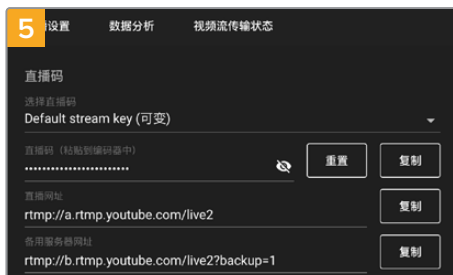 5
设置 数据分析 视频流传输状态
直播码
选择直播码
Default stream key (可变)
直播码（粘贴到编码器中）
························ 重置 复制
直播网址
rtmp://a.rtmp.youtube.com/live2 复制
备用服务器网址
rtmp://b.rtmp.youtube.com/live2?backup=1 复制